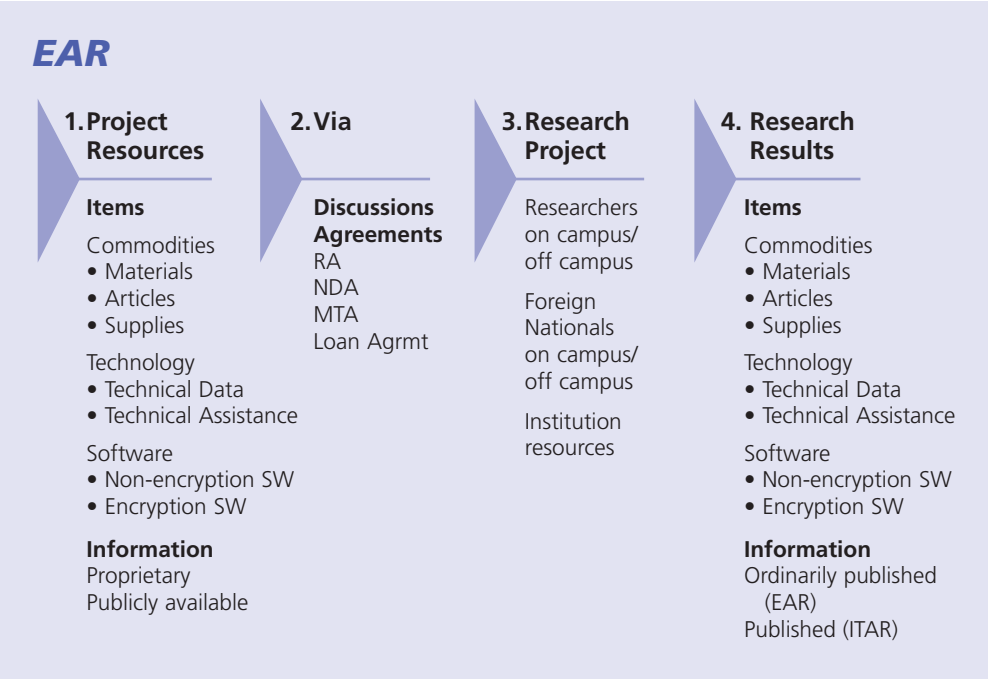 EAR
1. Project
Resources
Items
Commodities
• Materials
• Articles
• Supplies
Technology
• Technical Data
• Technical Assistance
Software
• Non-encryption SW
• Encryption SW
Information
Proprietary
Publicly available
2. Via
Discussions
Agreements
RA
NDA
MTA
Loan Agrmt
3. Research
Project
Researchers
on campus/
off campus
Foreign
Nationals
on campus/
off campus
Institution
resources
4. Research
Results
Items
Commodities
• Materials
• Articles
• Supplies
Technology
• Technical Data
• Technical Assistance
Software
• Non-encryption SW
• Encryption SW
Information
Ordinarily published
(EAR)
Published (ITAR)